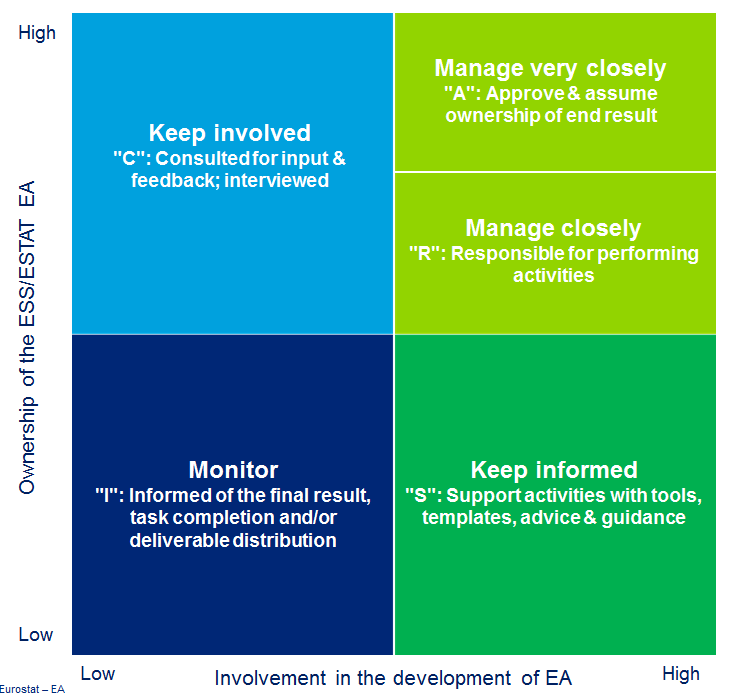 High
Ownership of the ESS/ESTAT EA
Low
Keep involved
"C": Consulted for input &
feedback; interviewed
Manage very closely
"A": Approve & assume
ownership of end result
Manage closely
"R": Responsible for performing
activities
Monitor
"I": Informed of the final result,
task completion and/or
deliverable distribution
Keep informed
"S": Support activities with tools,
templates, advice & guidance
Low
Involvement in the development of EA
High
Eurostat – EA